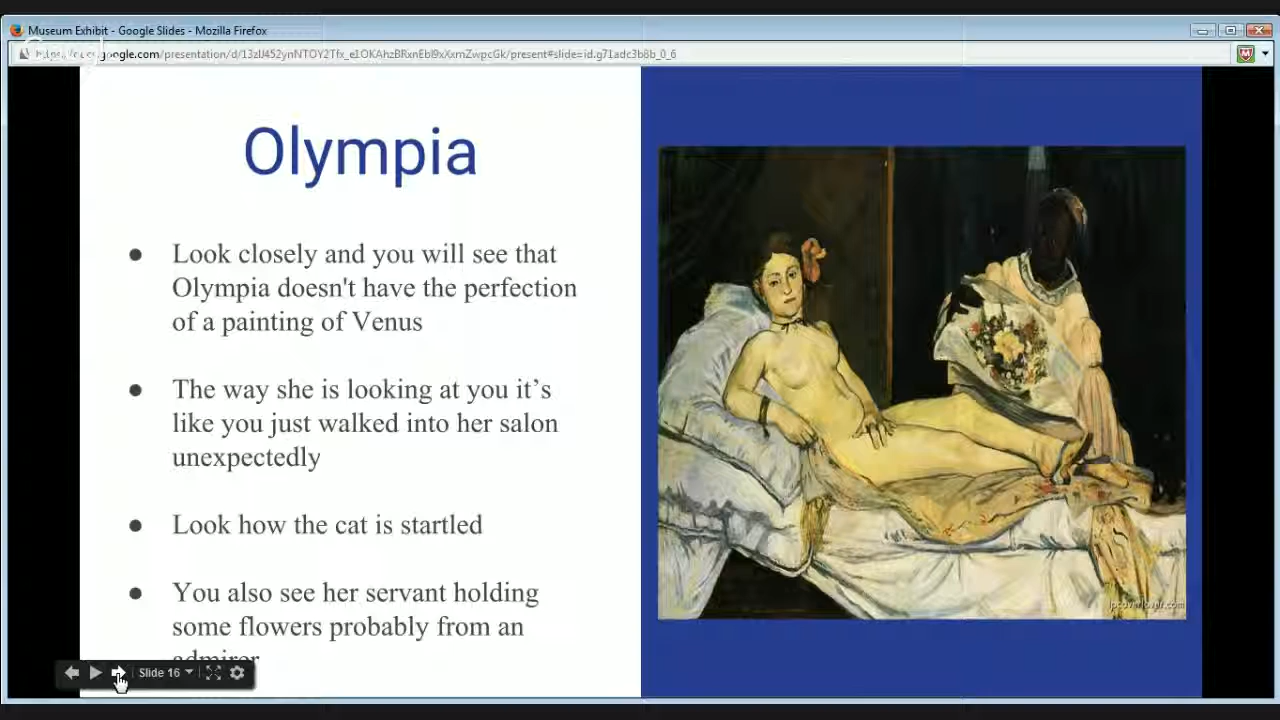 Museum Exhibit - Google Slides - Mozilla Firefox
Olympia
● Look closely and you will see that
Olympia doesn't have the perfection
of a painting of Venus
● The way she is looking at you it’s
like you just walked into her salon
unexpectedly
● Look how the cat is startled
● You also see her servant holding
some flowers probably from an
admirer
Slide 16